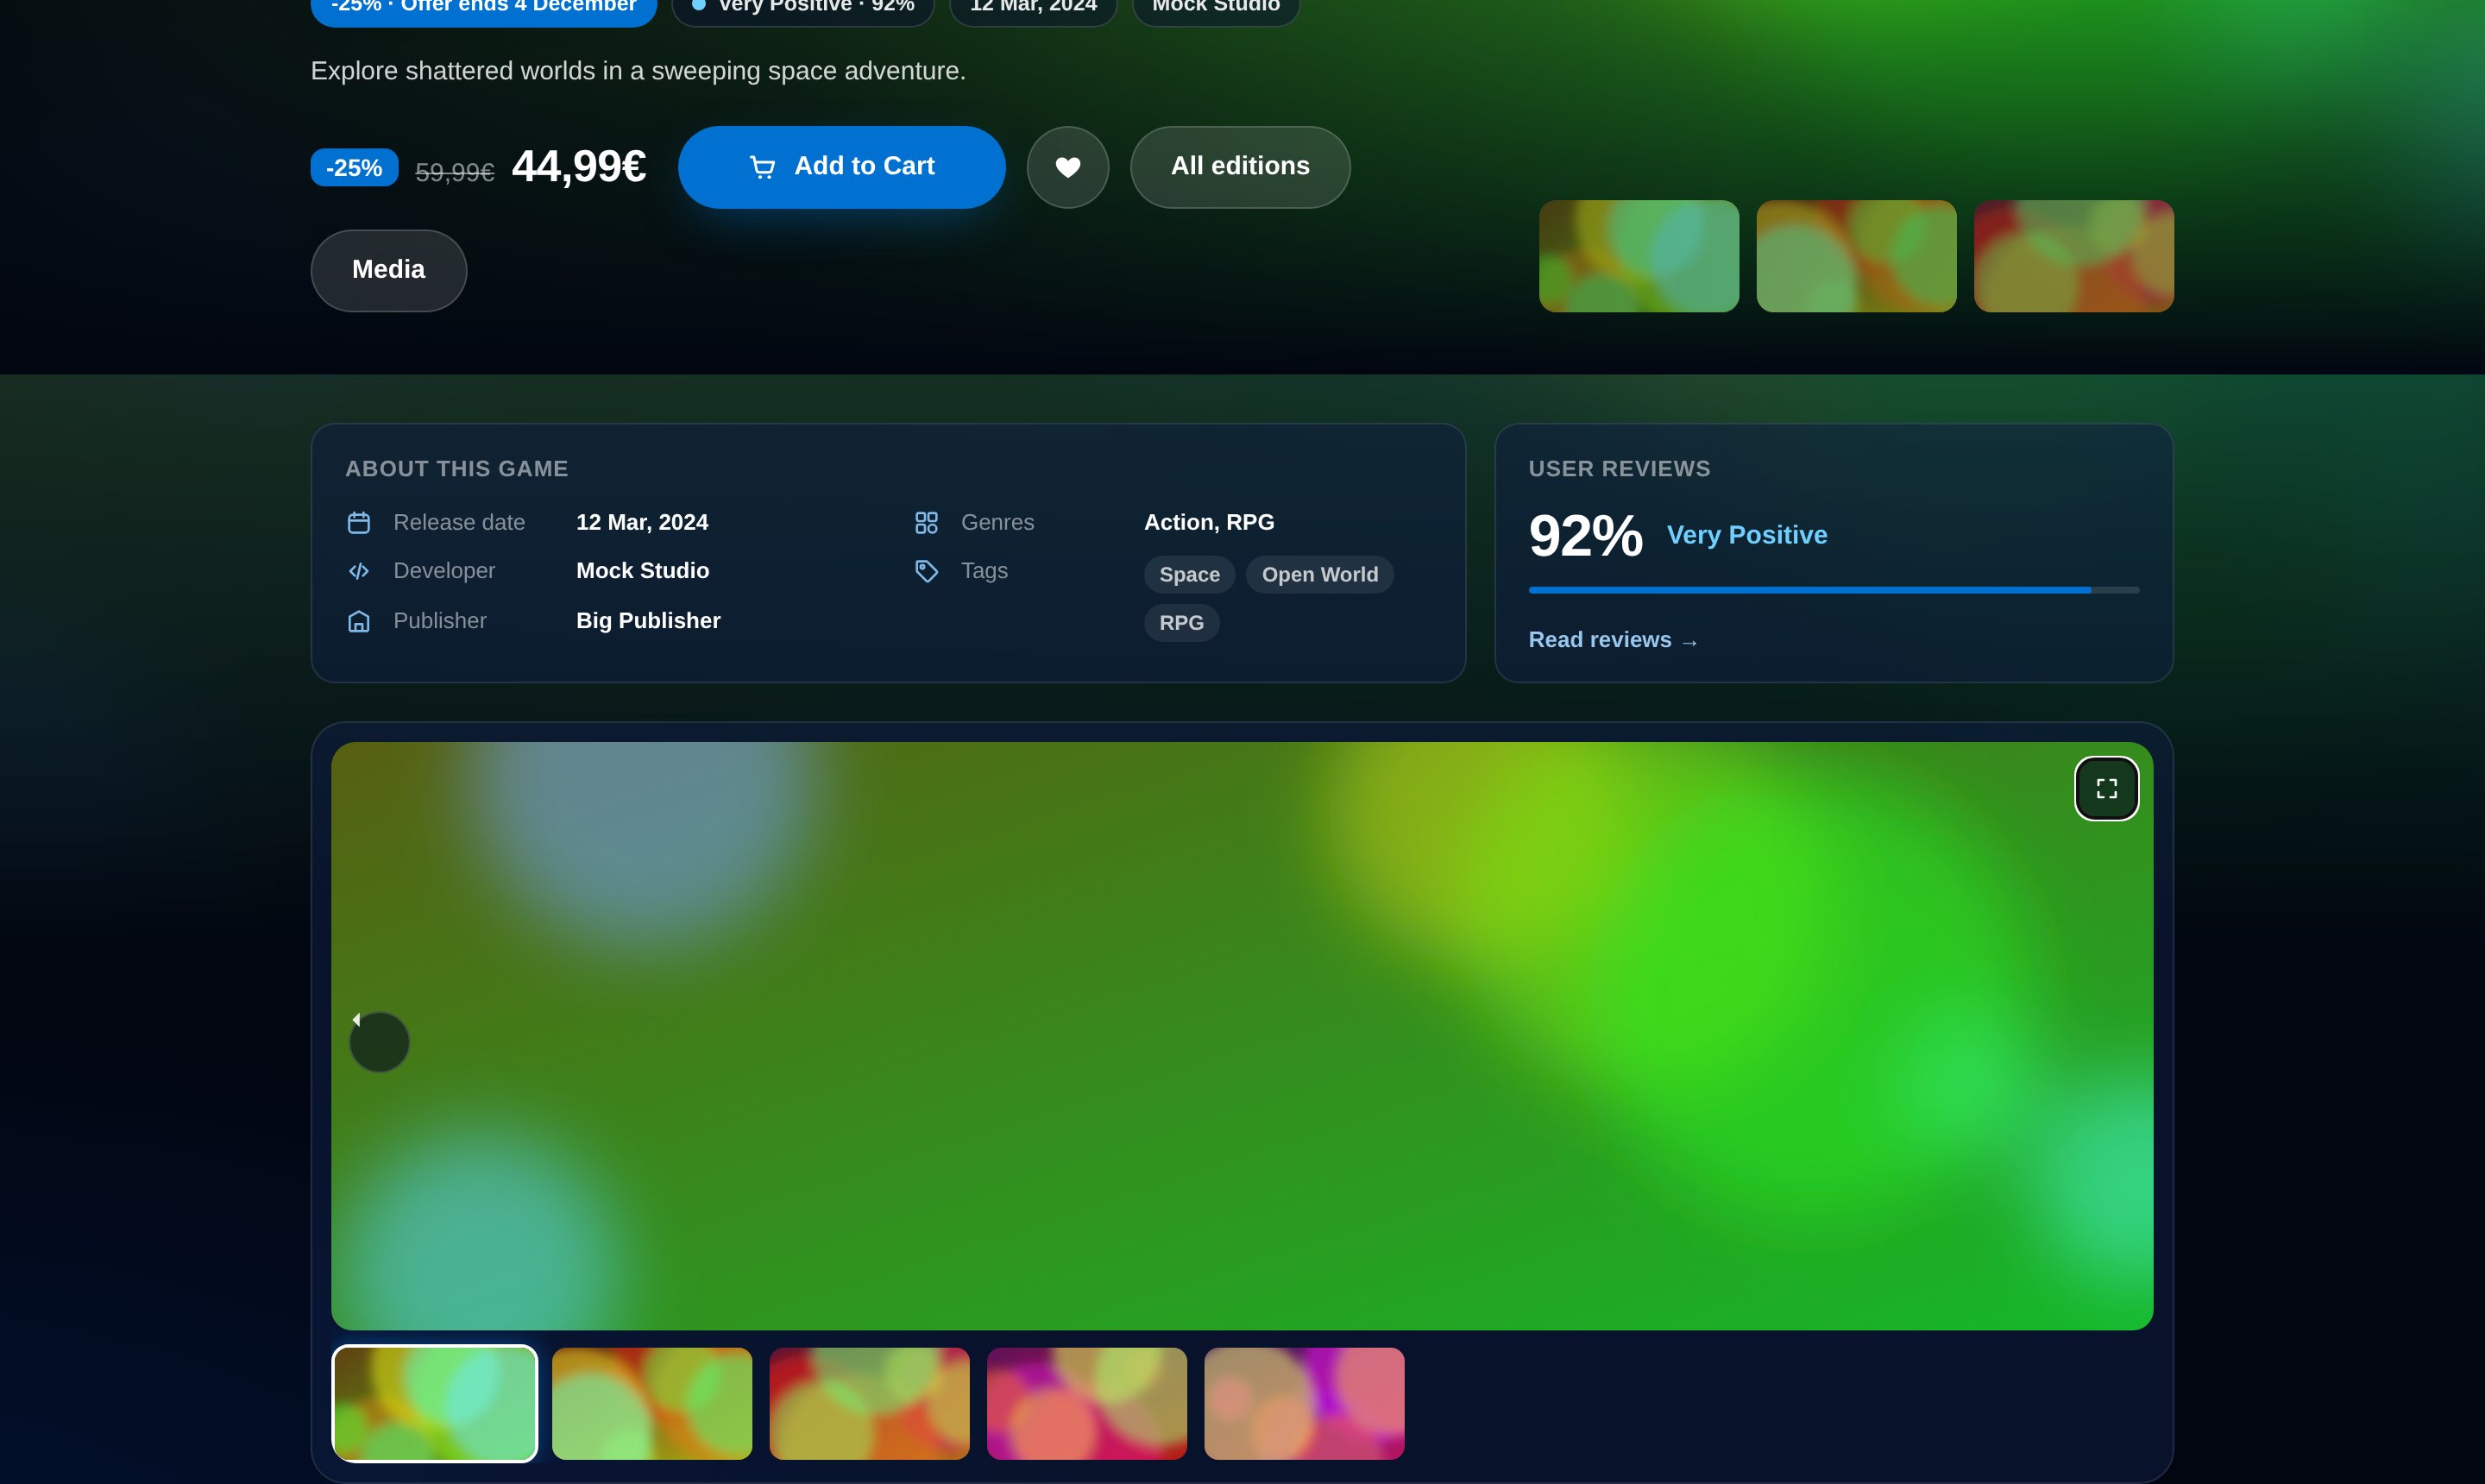 -25% · Offer ends 4 December Very Positive · 92% 12 Mar, 2024 Mock Studio
Explore shattered worlds in a sweeping space adventure.
-25% 59,99€ 44,99€ Add to Cart All editions
Media
ABOUT THIS GAME
Release date 12 Mar, 2024
Developer Mock Studio
Publisher Big Publisher
Genres Action, RPG
Tags Space Open World
RPG
USER REVIEWS
92% Very Positive
Read reviews →